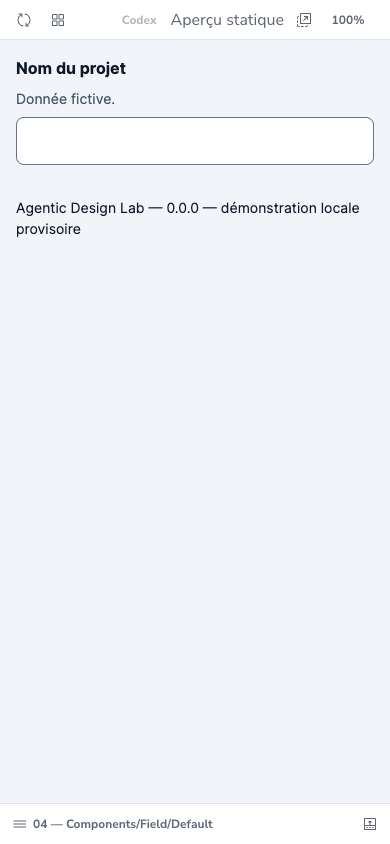 Codex Aperçu statique 100%
Nom du projet
Donnée fictive.
Agentic Design Lab — 0.0.0 — démonstration locale
provisoire
04 — Components/Field/Default